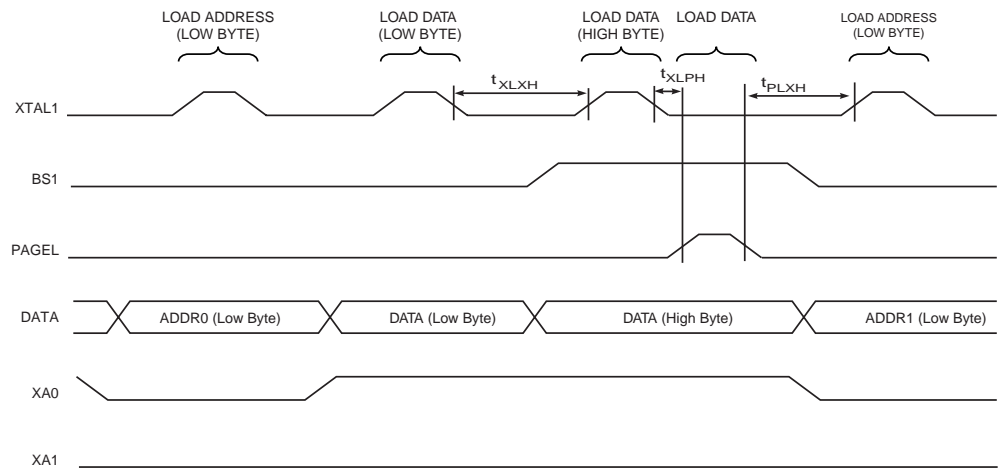 LOAD ADDRESS
(LOW BYTE)
LOAD DATA
(LOW BYTE)
LOAD DATA
(HIGH BYTE)
LOAD DATA
LOAD ADDRESS
(LOW BYTE)
XTAL1
tXLXH
tXLPH
tPLXH
BS1
PAGEL
DATA
ADDR0 (Low Byte)
DATA (Low Byte)
DATA (High Byte)
ADDR1 (Low Byte)
XA0
XA1